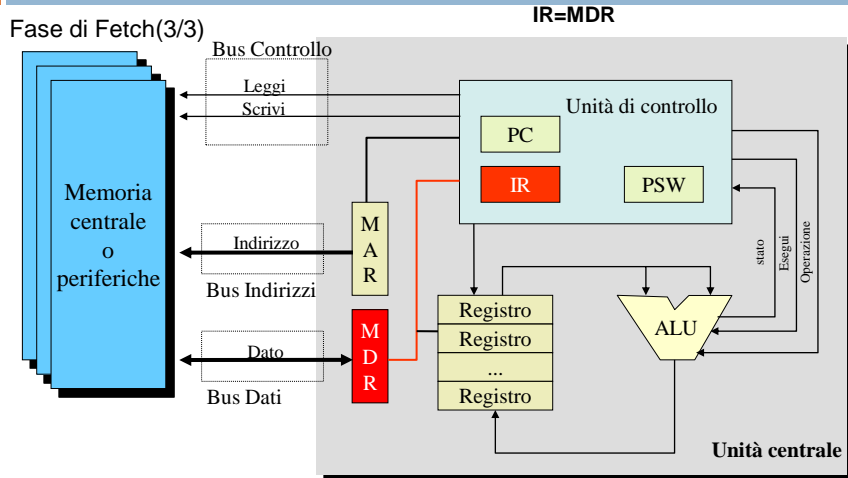 IR=MDR
Fase di Fetch(3/3)
Bus Controllo
Leggi
Scrivi
Unità di controllo
PC
IR
PSW
Memoria
centrale
o
periferiche
Indirizzo
Bus Indirizzi
M
A
R
stato
Esegui
Operazione
Registro
Registro
...
Registro
ALU
M
D
R
Dato
Bus Dati
Unità centrale